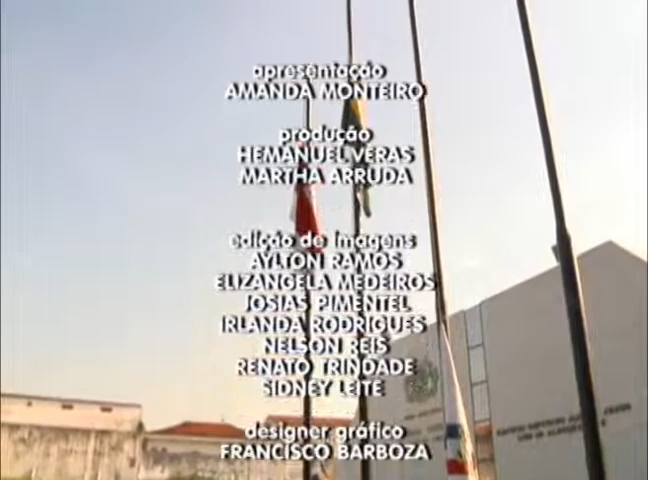 apresentação
AMANDA MONTEIRO
produção
HEMANUEL VERAS
MARTHA ARRUDA
edição de imagens
AYLTON RAMOS
ELIZANGELA MEDEIROS
JOSIAS PIMENTEL
IRLANDA RODRIGUES
NELSON REIS
RENATO TRINDADE
SIDNEY LEITE
designer gráfico
FRANCISCO BARBOZA